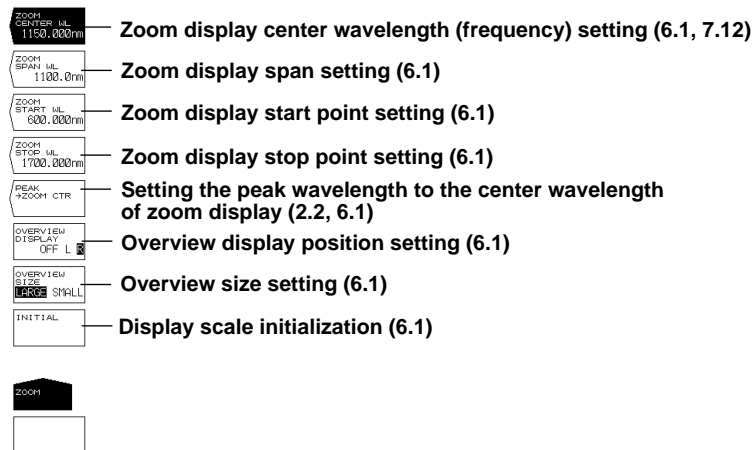 ZOOM
CENTER WL
1150.000nm
Zoom display center wavelength (frequency) setting (6.1, 7.12)
ZOOM
SPAN WL
1100.0nm
Zoom display span setting (6.1)
ZOOM
START WL
600.000nm
Zoom display start point setting (6.1)
ZOOM
STOP WL
1700.000nm
Zoom display stop point setting (6.1)
PEAK
→ZOOM CTR
Setting the peak wavelength to the center wavelength
of zoom display (2.2, 6.1)
OVERVIEW
DISPLAY
OFF L R
Overview display position setting (6.1)
OVERVIEW
SIZE
LARGE SMALL
Overview size setting (6.1)
INITIAL
Display scale initialization (6.1)
ZOOM